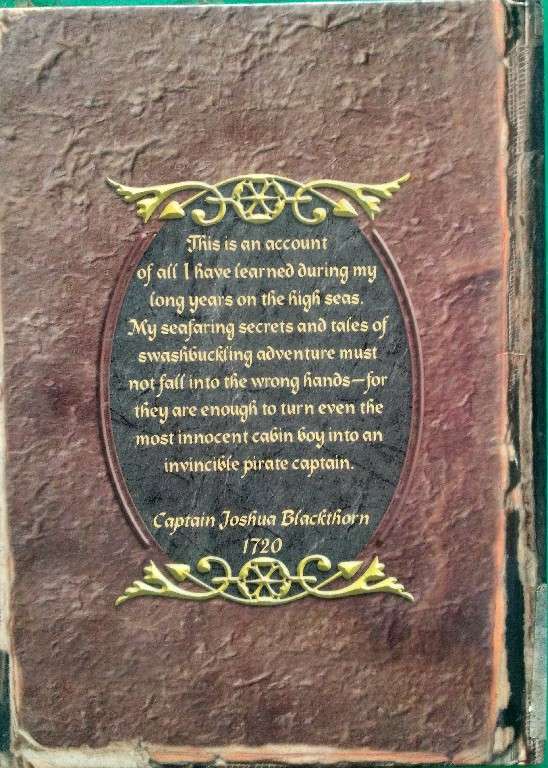 This is an account
of all I have learned during my
long years on the high seas.
My seafaring secrets and tales of
swashbuckling adventure must
not fall into the wrong hands—for
they are enough to turn even the
most innocent cabin boy into an
invincible pirate captain.
Captain Joshua Blackthorn
1720